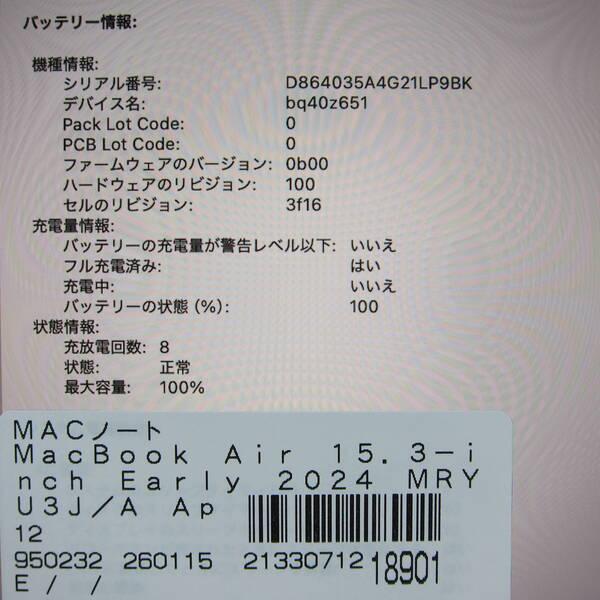 バッテリー情報:
機種情報:
シリアル番号: D864035A4G21LP9BK
デバイス名: bq40z651
Pack Lot Code: 0
PCB Lot Code: 0
ファームウェアのバージョン: 0b00
ハードウェアのリビジョン: 100
セルのリビジョン: 3f16
充電量情報:
バッテリーの充電量が警告レベル以下: いいえ
フル充電済み: はい
充電中: いいえ
バッテリーの状態 (%): 100
状態情報:
充放電回数: 8
状態: 正常
最大容量: 100%
MACノート
MacBook Air 15.3-i
nch Early 2024 MRY
U3J/A Ap
12
950232 260115 21330712 18901
E / /